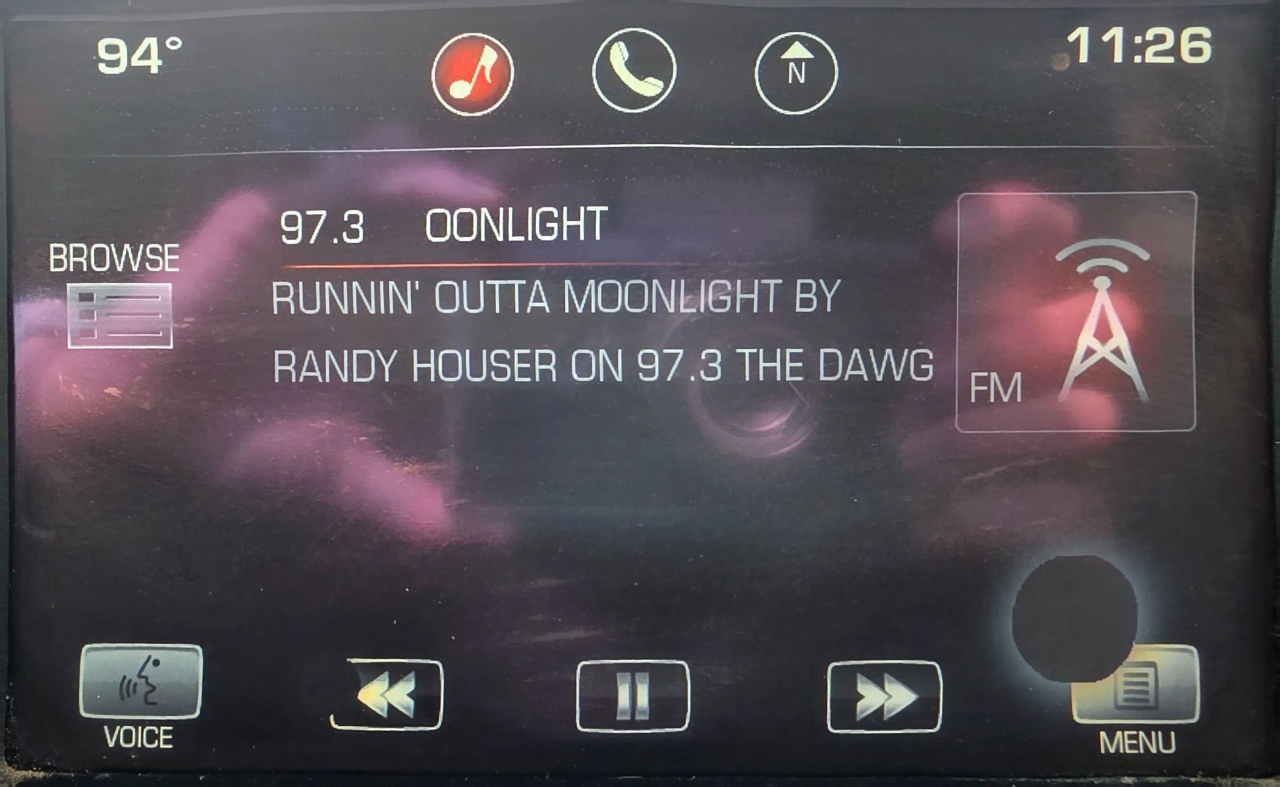 94° 11:26
N
97.3 OONLIGHT
BROWSE
RUNNIN' OUTTA MOONLIGHT BY
RANDY HOUSER ON 97.3 THE DAWG
FM
VOICE
MENU